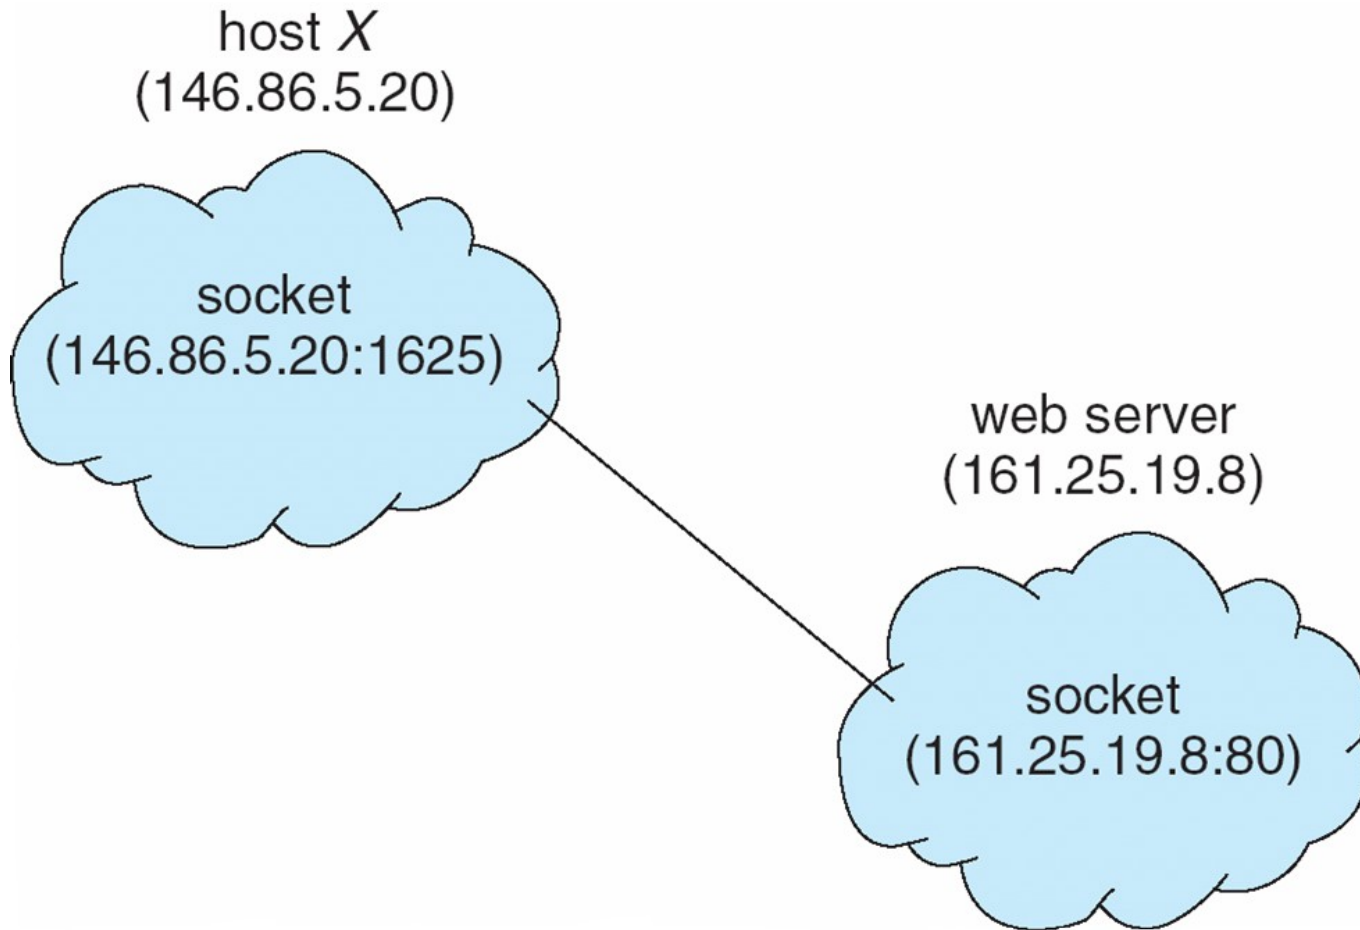 host X
(146.86.5.20)
socket
(146.86.5.20:1625)
web server
(161.25.19.8)
socket
(161.25.19.8:80)